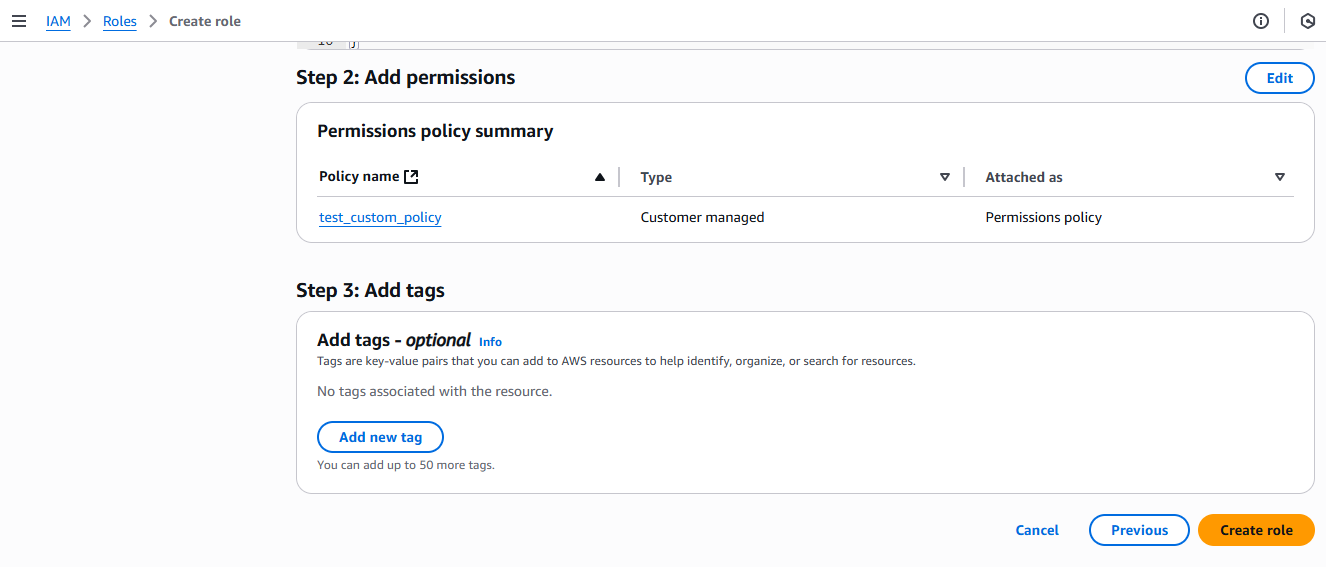 IAM > Roles > Create role
Step 2: Add permissions
Edit
Permissions policy summary
Policy name Type Attached as
test_custom_policy Customer managed Permissions policy
Step 3: Add tags
Add tags - optional Info
Tags are key-value pairs that you can add to AWS resources to help identify, organize, or search for resources.
No tags associated with the resource.
Add new tag
You can add up to 50 more tags.
Cancel Previous Create role